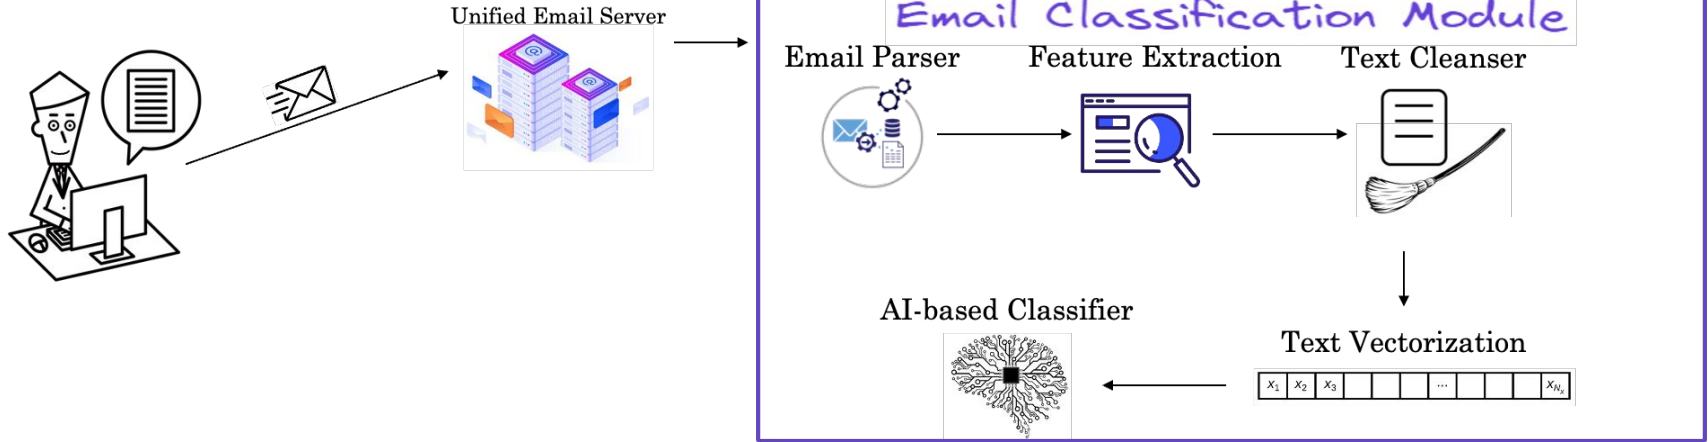 Unified Email Server
Email Classification Module
Email Parser
Feature Extraction
Text Cleanser
AI-based Classifier
Text Vectorization
x1 x2 x3 ... xNx
@
@